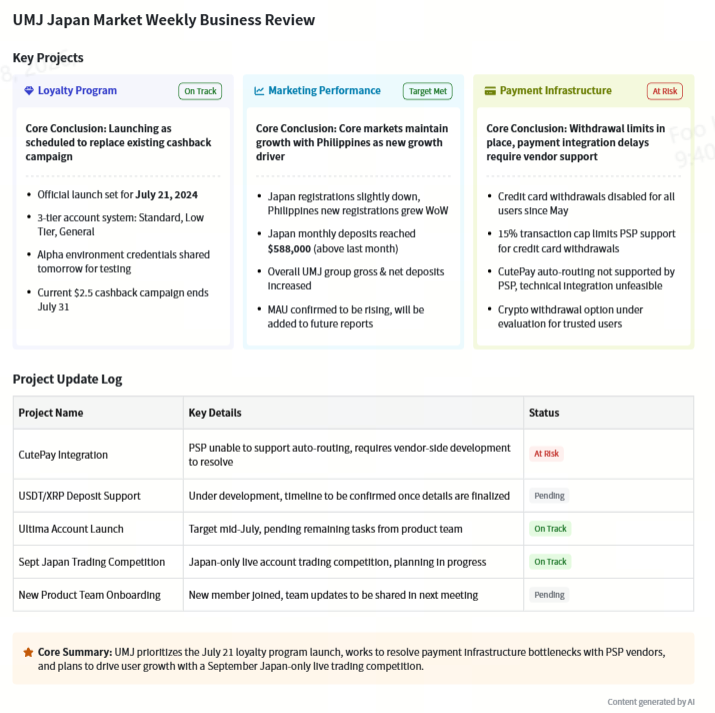 UMJ Japan Market Weekly Business Review
Key Projects
Loyalty Program
On Track
Core Conclusion: Launching as
scheduled to replace existing cashback
campaign
• Official launch set for July 21, 2024
• 3-tier account system: Standard, Low
Tier, General
• Alpha environment credentials shared
tomorrow for testing
• Current $2.5 cashback campaign ends
July 31
Marketing Performance
Target Met
Core Conclusion: Core markets maintain
growth with Philippines as new growth
driver
• Japan registrations slightly down,
Philippines new registrations grew WoW
• Japan monthly deposits reached
$588,000 (above last month)
• Overall UMJ group gross & net deposits
increased
• MAU confirmed to be rising, will be
added to future reports
Payment Infrastructure
At Risk
Core Conclusion: Withdrawal limits in
place, payment integration delays
require vendor support
• Credit card withdrawals disabled for all
users since May
• 15% transaction cap limits PSP support
for credit card withdrawals
• CutePay auto-routing not supported by
PSP, technical integration unfeasible
• Crypto withdrawal option under
evaluation for trusted users
Project Update Log
Project Name Key Details Status
CutePay Integration PSP unable to support auto-routing, requires vendor-side development
to resolve At Risk
USDT/XRP Deposit Support Under development, timeline to be confirmed once details are finalized Pending
Ultima Account Launch Target mid-July, pending remaining tasks from product team On Track
Sept Japan Trading Competition Japan-only live account trading competition, planning in progress On Track
New Product Team Onboarding New member joined, team updates to be shared in next meeting Pending
Core Summary: UMJ prioritizes the July 21 loyalty program launch, works to resolve payment infrastructure bottlenecks with PSP vendors,
and plans to drive user growth with a September Japan-only live trading competition.
Content generated by AI